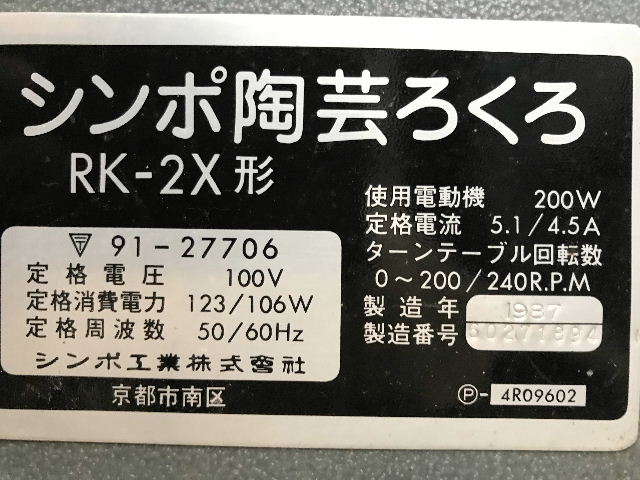 シンポ陶芸ろくろ
RK-2X形
〒 91-27706
定格電圧 100V
定格消費電力 123/106W
定格周波数 50/60Hz
シンポ工業株式會社
京都市南区
使用電動機 200W
定格電流 5.1/4.5A
ターンテーブル回転数
0～200/240R.P.M
製造年 1987
製造番号
Ⓟ-4R09602